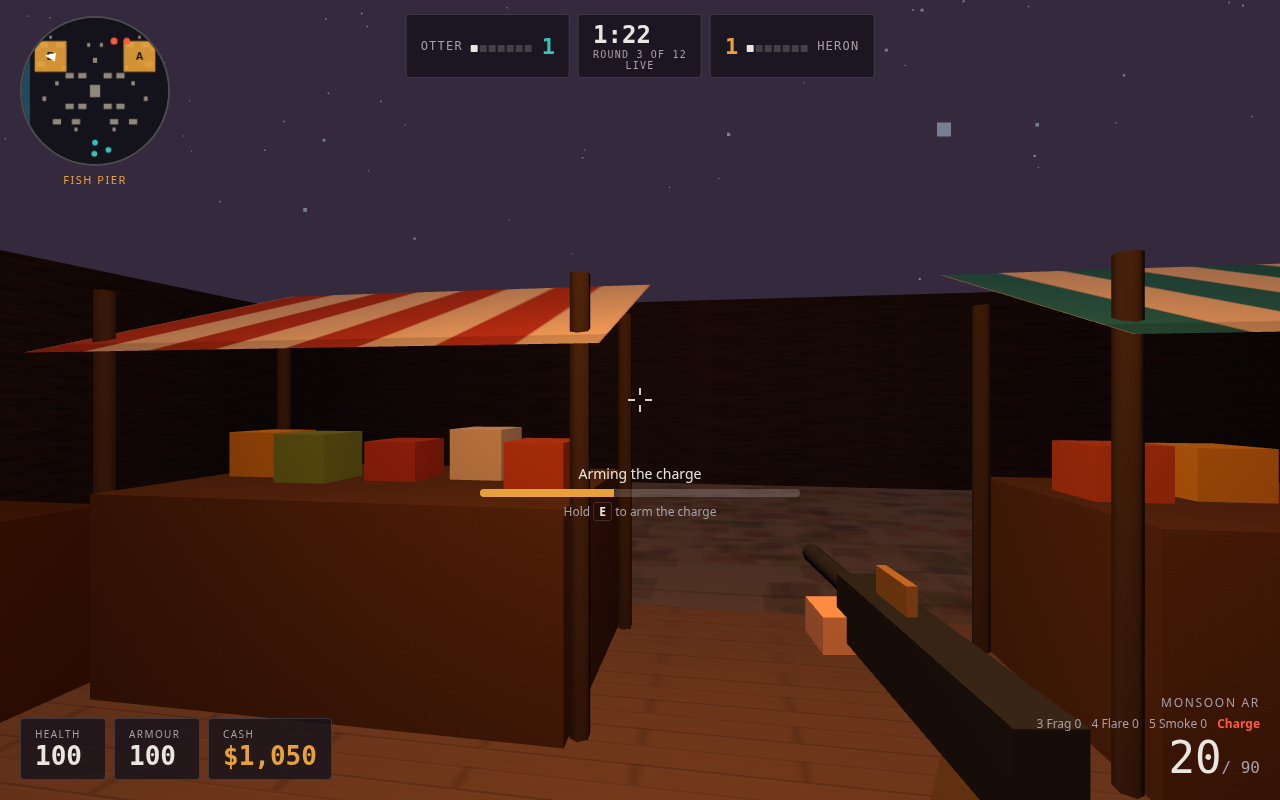 A
FISH PIER
OTTER 1
1:22
ROUND 3 OF 12
LIVE
1 HERON
Arming the charge
Hold E to arm the charge
HEALTH
100
ARMOUR
100
CASH
$1,050
MONSOON AR
3 Frag 0 4 Flare 0 5 Smoke 0 Charge
20 / 90